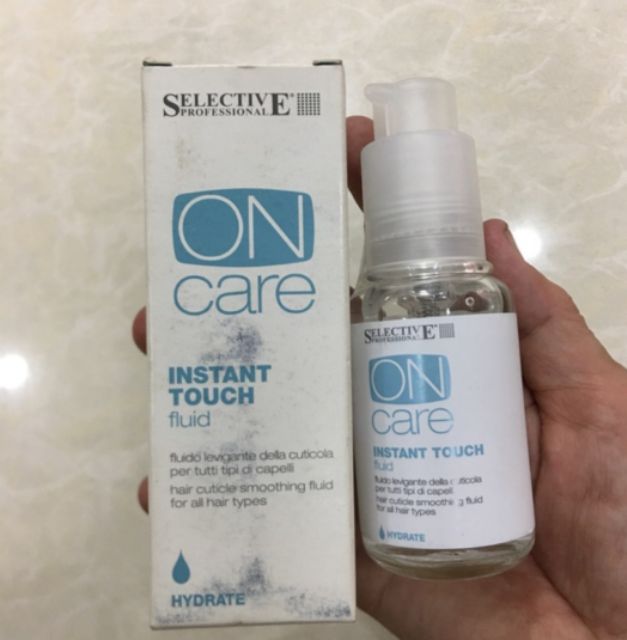 SELECTIVE®
PROFESSIONAL
ON
care
INSTANT
TOUCH
fluid
fluido levigante della cuticola
per tutti tipi di capelli
hair cuticle smoothing fluid
for all hair types
HYDRATE
SELECTIVE®
PROFESSIONAL
ON
care
INSTANT TOUCH
fluid
fluido levigante della cuticola
per tutti tipi di capelli
hair cuticle smoothing fluid
for all hair types
HYDRATE